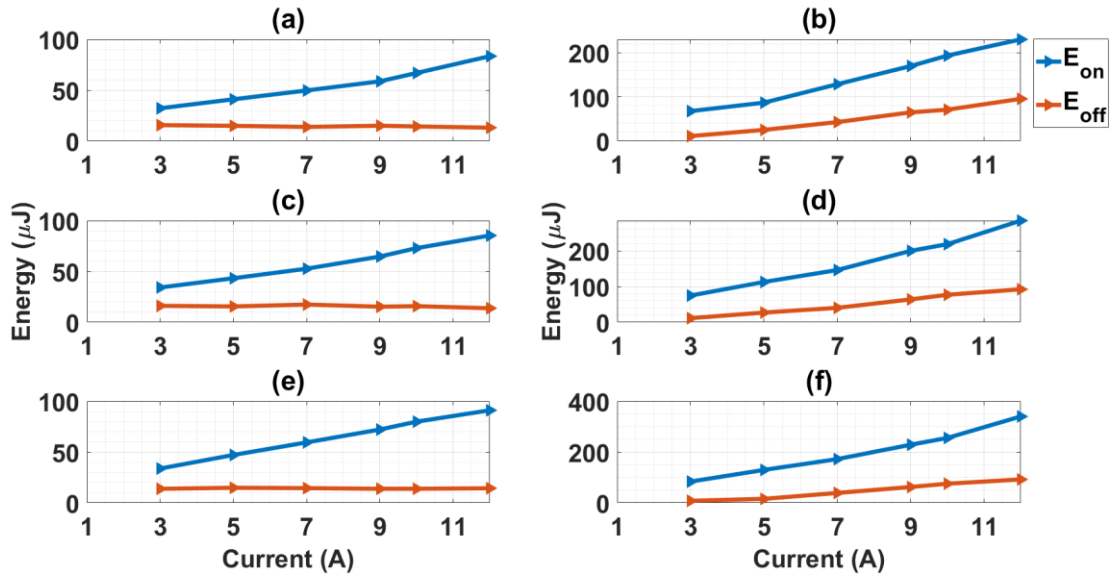 (a)
100
50
0
1 3 5 7 9 11
(b)
200
100
0
1 3 5 7 9 11
E_on
E_off
(c)
100
50
0
1 3 5 7 9 11
Energy (μJ)
(d)
200
100
0
1 3 5 7 9 11
Energy (μJ)
(e)
100
50
0
1 3 5 7 9 11
Current (A)
(f)
400
200
0
1 3 5 7 9 11
Current (A)